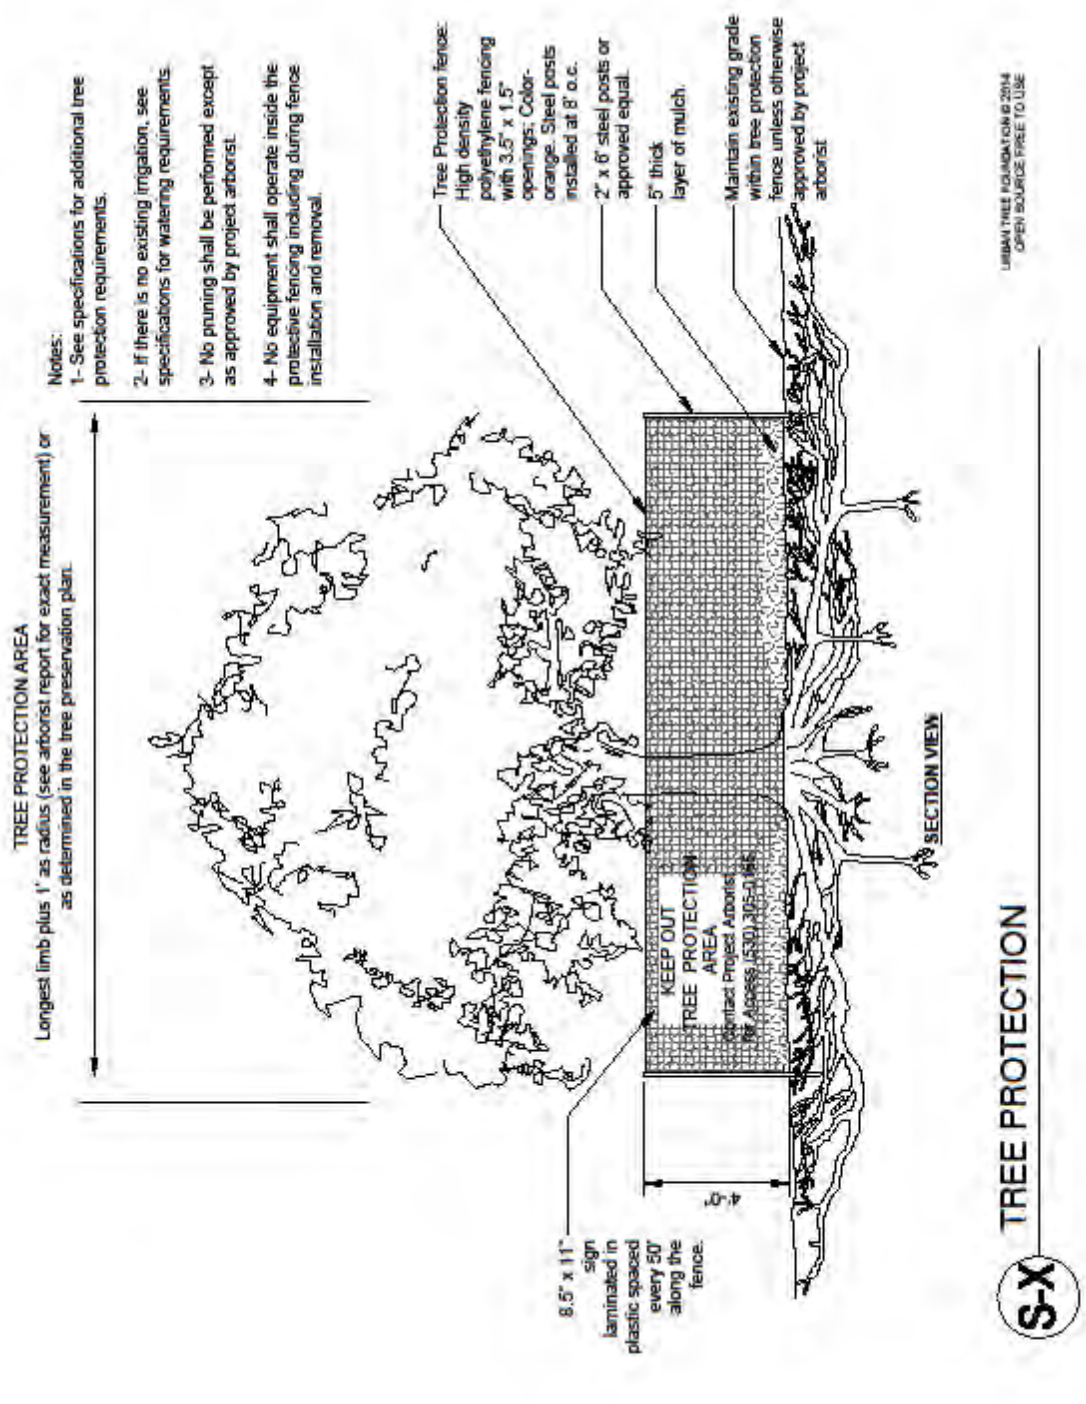 TREE PROTECTION AREA
Longest limb plus 1' as radius (see arborist report for exact measurement) or
as determined in the tree preservation plan.
Notes:
1- See specifications for additional tree
protection requirements.
2- If there is no existing irrigation, see
specifications for watering requirements.
3- No pruning shall be performed except
as approved by project arborist.
4- No equipment shall operate inside the
protective fencing including during fence
installation and removal.
Tree Protection fence:
High density
polyethylene fencing
with 3.5" x 1.5"
openings; Color-
orange. Steel posts
installed at 8' o.c.
2" x 6' steel posts or
approved equal.
5" thick
layer of mulch.
Maintain existing grade
within tree protection
fence unless otherwise
approved by project
arborist
8.5" x 11"
sign
laminated in
plastic spaced
every 50'
along the
fence.
4'-0"
KEEP OUT
TREE PROTECTION
AREA
Contact Project Arborist
for Access (530) 305-0165
SECTION VIEW
S-X
TREE PROTECTION
URBAN TREE FOUNDATION © 2014
OPEN SOURCE FREE TO USE